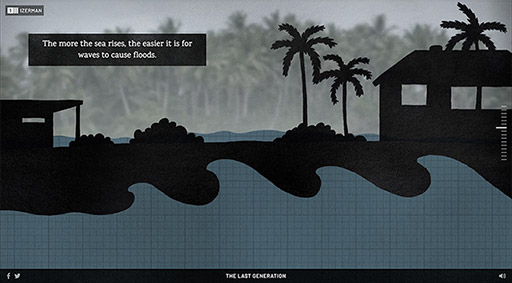 IZERMAN
The more the sea rises, the easier it is for
waves to cause floods.
THE LAST GENERATION